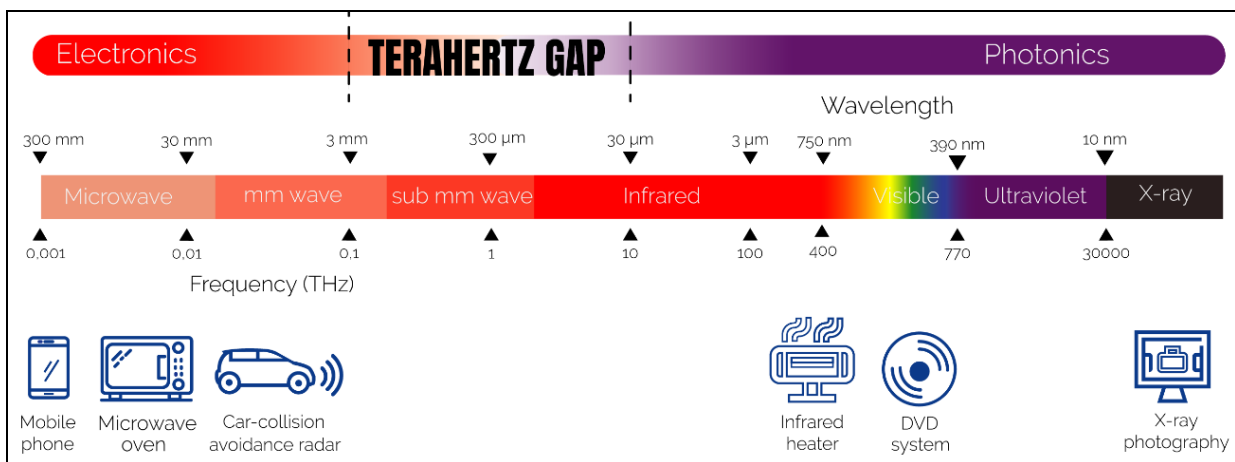 Electronics TERAHERTZ GAP Photonics
Wavelength
300 mm 30 mm 3 mm 300 µm 30 µm 3 µm 750 nm 390 nm 10 nm
Microwave mm wave sub mm wave Infrared Visible Ultraviolet X-ray
0,001 0,01 0,1 1 10 100 400 770 30000
Frequency (THz)
Mobile
phone
Microwave
oven
Car-collision
avoidance radar
Infrared
heater
DVD
system
X-ray
photography